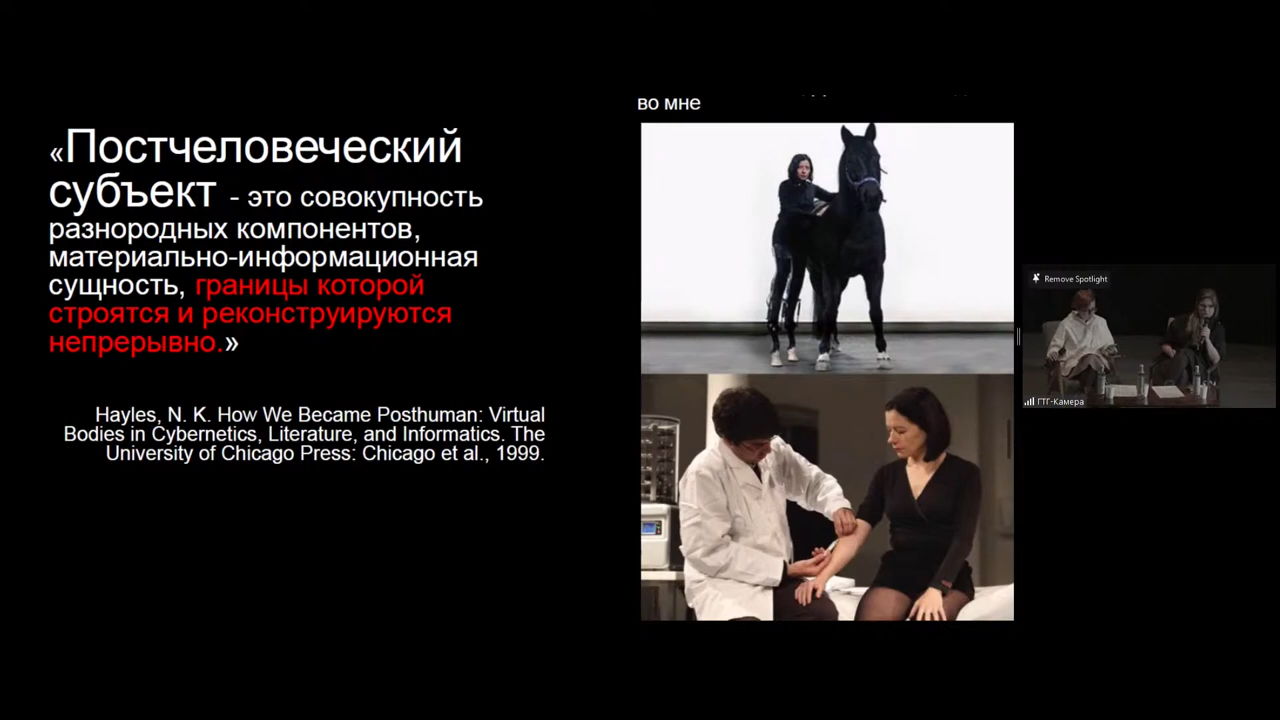 «Постчеловеческий
субъект - это совокупность
разнородных компонентов,
материально-информационная
сущность, границы которой
строятся и реконструируются
непрерывно.»
Hayles, N. K. How We Became Posthuman: Virtual
Bodies in Cybernetics, Literature, and Informatics. The
University of Chicago Press: Chicago et al., 1999.
во мне
Remove Spotlight
ГТГ-Камера